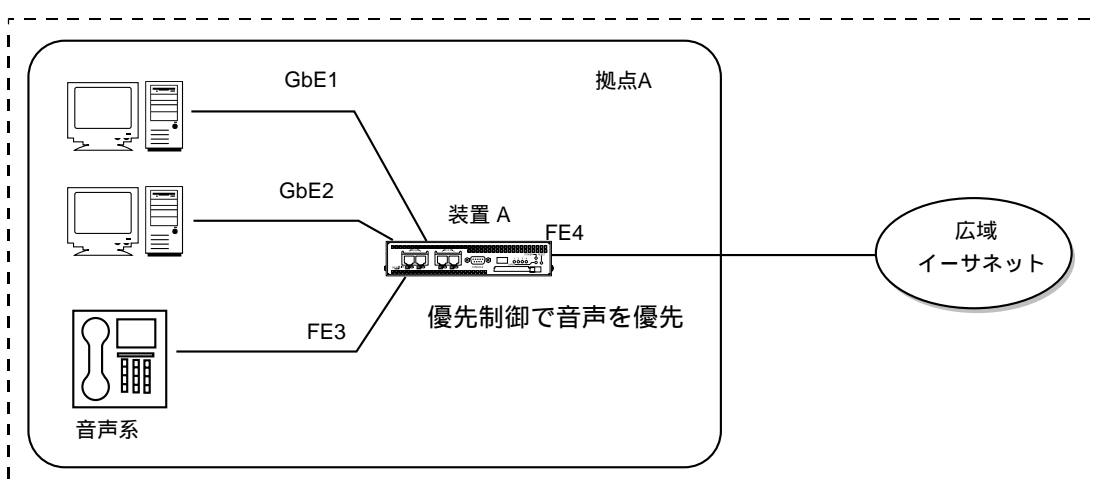 GbE1
拠点A
GbE2
装置 A
FE4
広域
イーサネット
優先制御で音声を優先
FE3
音声系